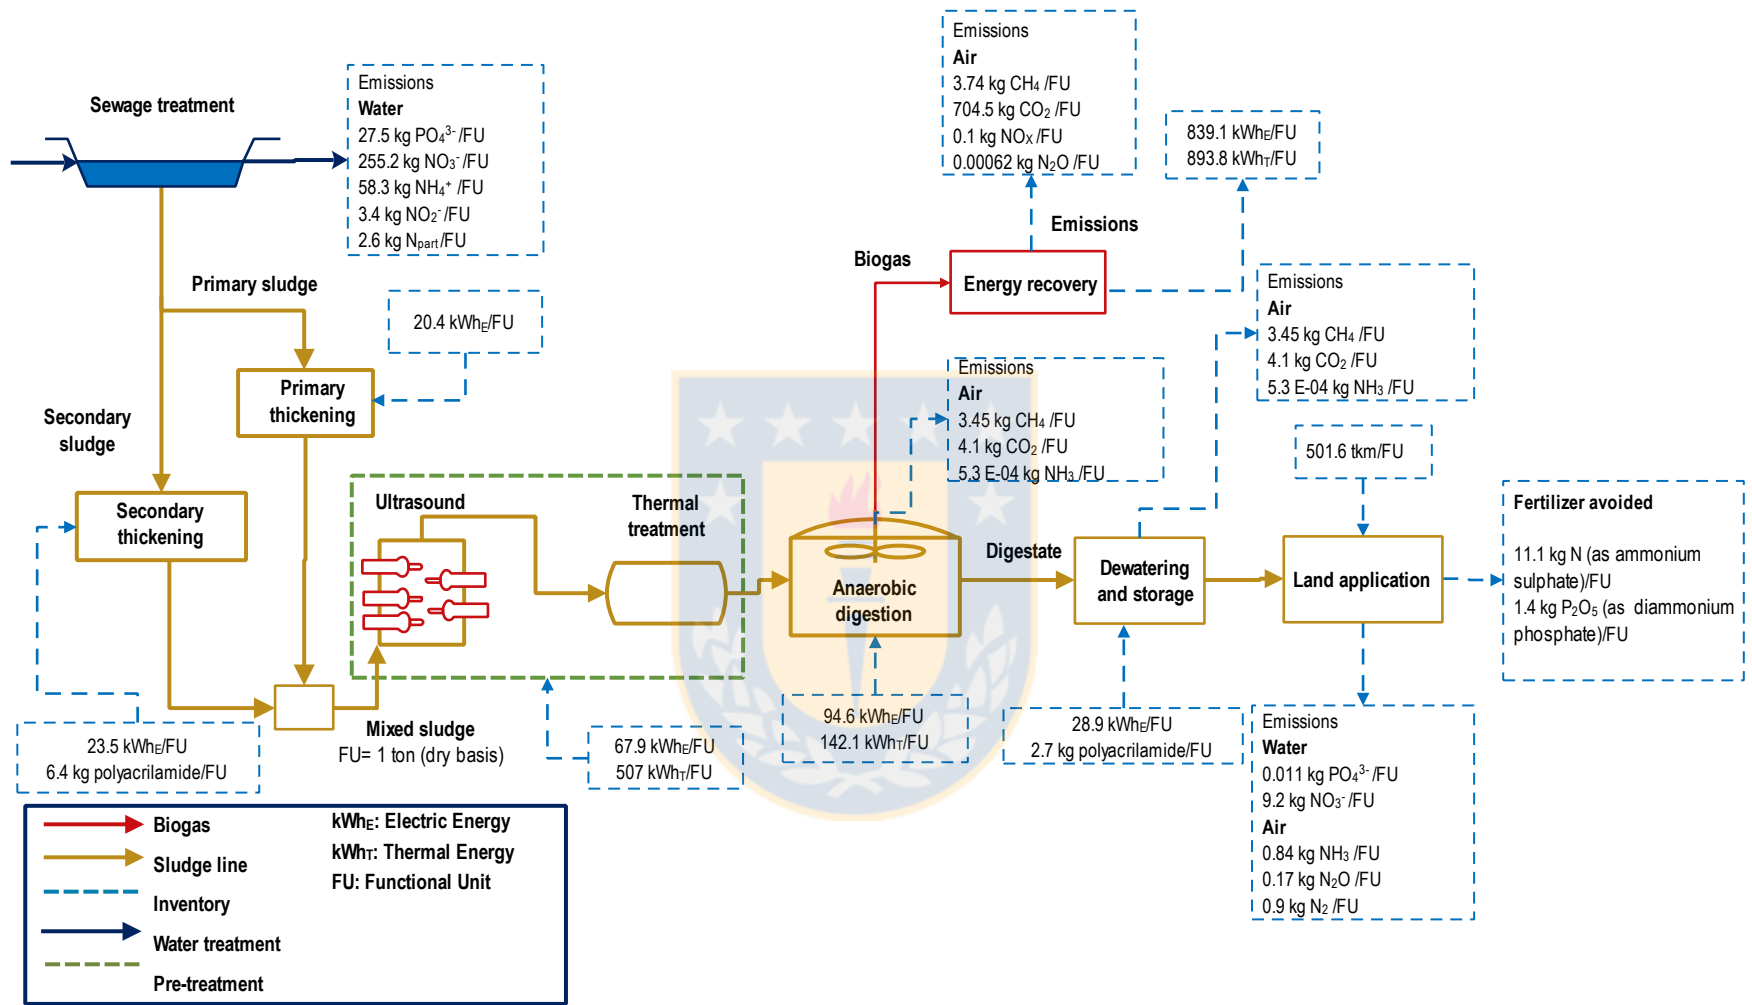 Sewage treatment
Emissions
Water
27.5 kg PO₄³⁻/FU
255.2 kg NO₃⁻/FU
58.3 kg NH₄⁺ /FU
3.4 kg NO₂⁻/FU
2.6 kg Npart/FU
Primary sludge
20.4 kWhE/FU
Primary
thickening
Secondary
sludge
Secondary
thickening
23.5 kWhE/FU
6.4 kg polyacrilamide/FU
Mixed sludge
FU= 1 ton (dry basis)
Ultrasound
Thermal
treatment
67.9 kWhE/FU
507 kWhT/FU
Anaerobic
digestion
94.6 kWhE/FU
142.1 kWhT/FU
Emissions
Air
3.45 kg CH₄ /FU
4.1 kg CO₂ /FU
5.3 E-04 kg NH₃ /FU
Biogas
Energy recovery
Emissions
Emissions
Air
3.74 kg CH₄ /FU
704.5 kg CO₂ /FU
0.1 kg NOX /FU
0.00062 kg N₂O /FU
839.1 kWhE/FU
893.8 kWhT/FU
Digestate
Dewatering
and storage
28.9 kWhE/FU
2.7 kg polyacrilamide/FU
Emissions
Air
3.45 kg CH₄ /FU
4.1 kg CO₂ /FU
5.3 E-04 kg NH₃ /FU
501.6 tkm/FU
Land application
Fertilizer avoided
11.1 kg N (as ammonium
sulphate)/FU
1.4 kg P₂O₅ (as diammonium
phosphate)/FU
Emissions
Water
0.011 kg PO₄³⁻/FU
9.2 kg NO₃⁻/FU
Air
0.84 kg NH₃ /FU
0.17 kg N₂O /FU
0.9 kg N₂ /FU
Biogas
Sludge line
Inventory
Water treatment
Pre-treatment
kWhE: Electric Energy
kWhT: Thermal Energy
FU: Functional Unit